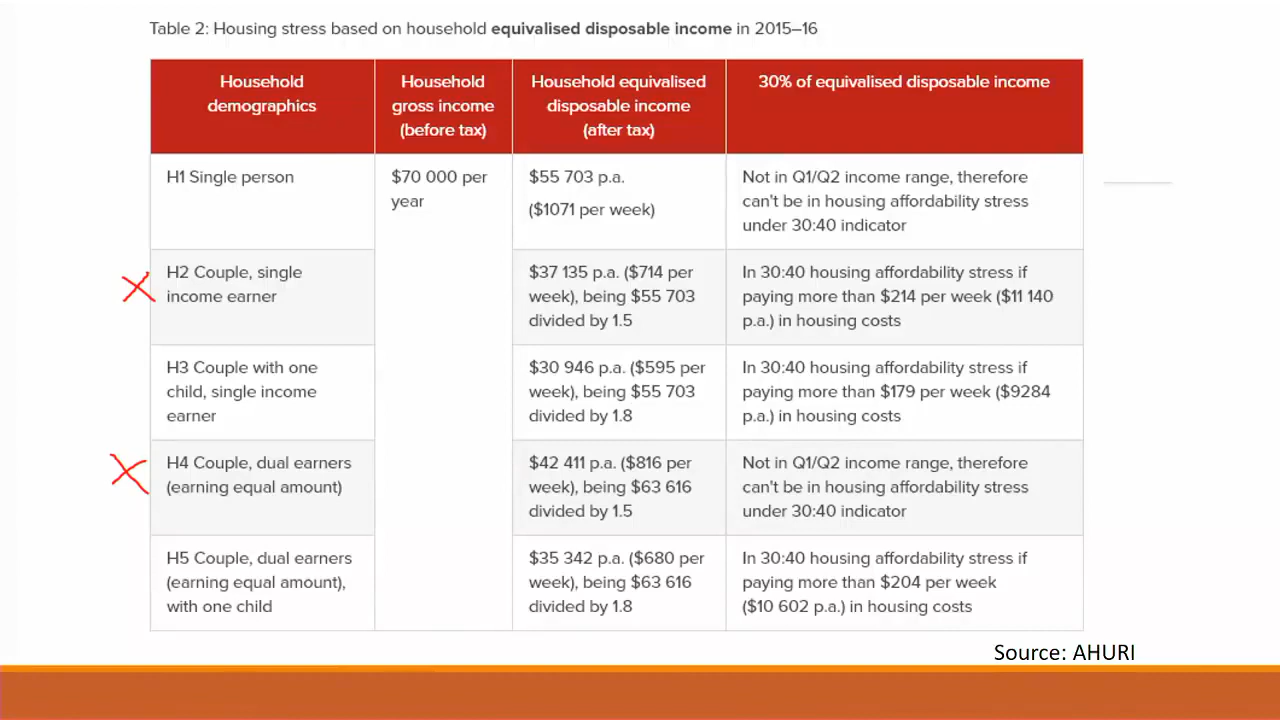 Table 2: Housing stress based on household equivalised disposable income in 2015–16
Household
demographics
Household
gross income
(before tax)
Household equivalised
disposable income
(after tax)
30% of equivalised disposable income
H1 Single person
$70 000 per
year
$55 703 p.a.
($1071 per week)
Not in Q1/Q2 income range, therefore
can't be in housing affordability stress
under 30:40 indicator
H2 Couple, single
income earner
$37 135 p.a. ($714 per
week), being $55 703
divided by 1.5
In 30:40 housing affordability stress if
paying more than $214 per week ($11 140
p.a.) in housing costs
H3 Couple with one
child, single income
earner
$30 946 p.a. ($595 per
week), being $55 703
divided by 1.8
In 30:40 housing affordability stress if
paying more than $179 per week ($9284
p.a.) in housing costs
H4 Couple, dual earners
(earning equal amount)
$42 411 p.a. ($816 per
week), being $63 616
divided by 1.5
Not in Q1/Q2 income range, therefore
can't be in housing affordability stress
under 30:40 indicator
H5 Couple, dual earners
(earning equal amount),
with one child
$35 342 p.a. ($680 per
week), being $63 616
divided by 1.8
In 30:40 housing affordability stress if
paying more than $204 per week
($10 602 p.a.) in housing costs
Source: AHURI